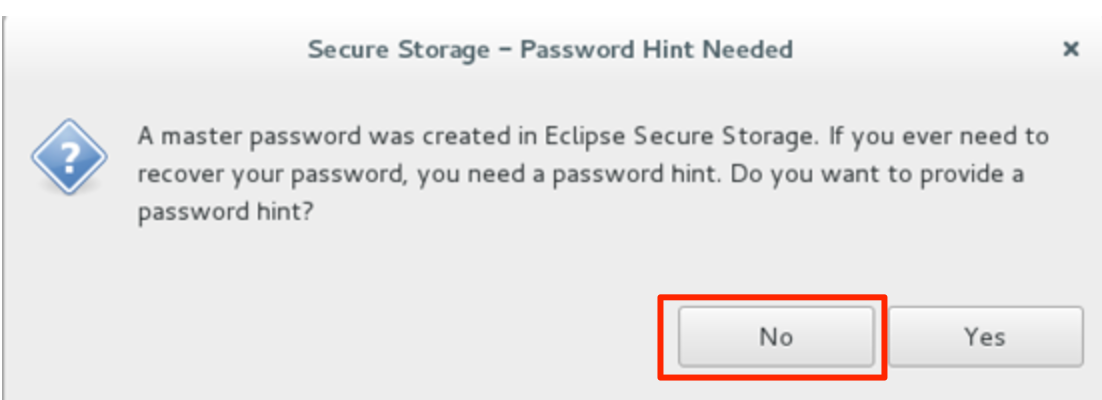 Secure Storage – Password Hint Needed
A master password was created in Eclipse Secure Storage. If you ever need to
recover your password, you need a password hint. Do you want to provide a
password hint?
No Yes